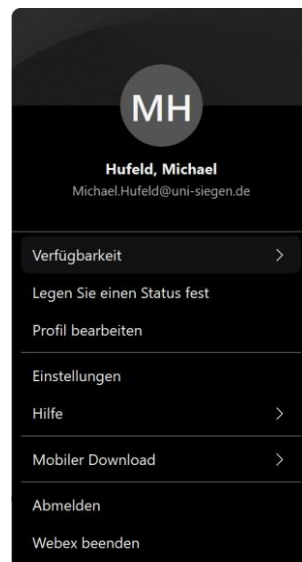 MH
Hufeld, Michael
Michael.Hufeld@uni-siegen.de
Verfügbarkeit
Legen Sie einen Status fest
Profil bearbeiten
Einstellungen
Hilfe
Mobiler Download
Abmelden
Webex beenden